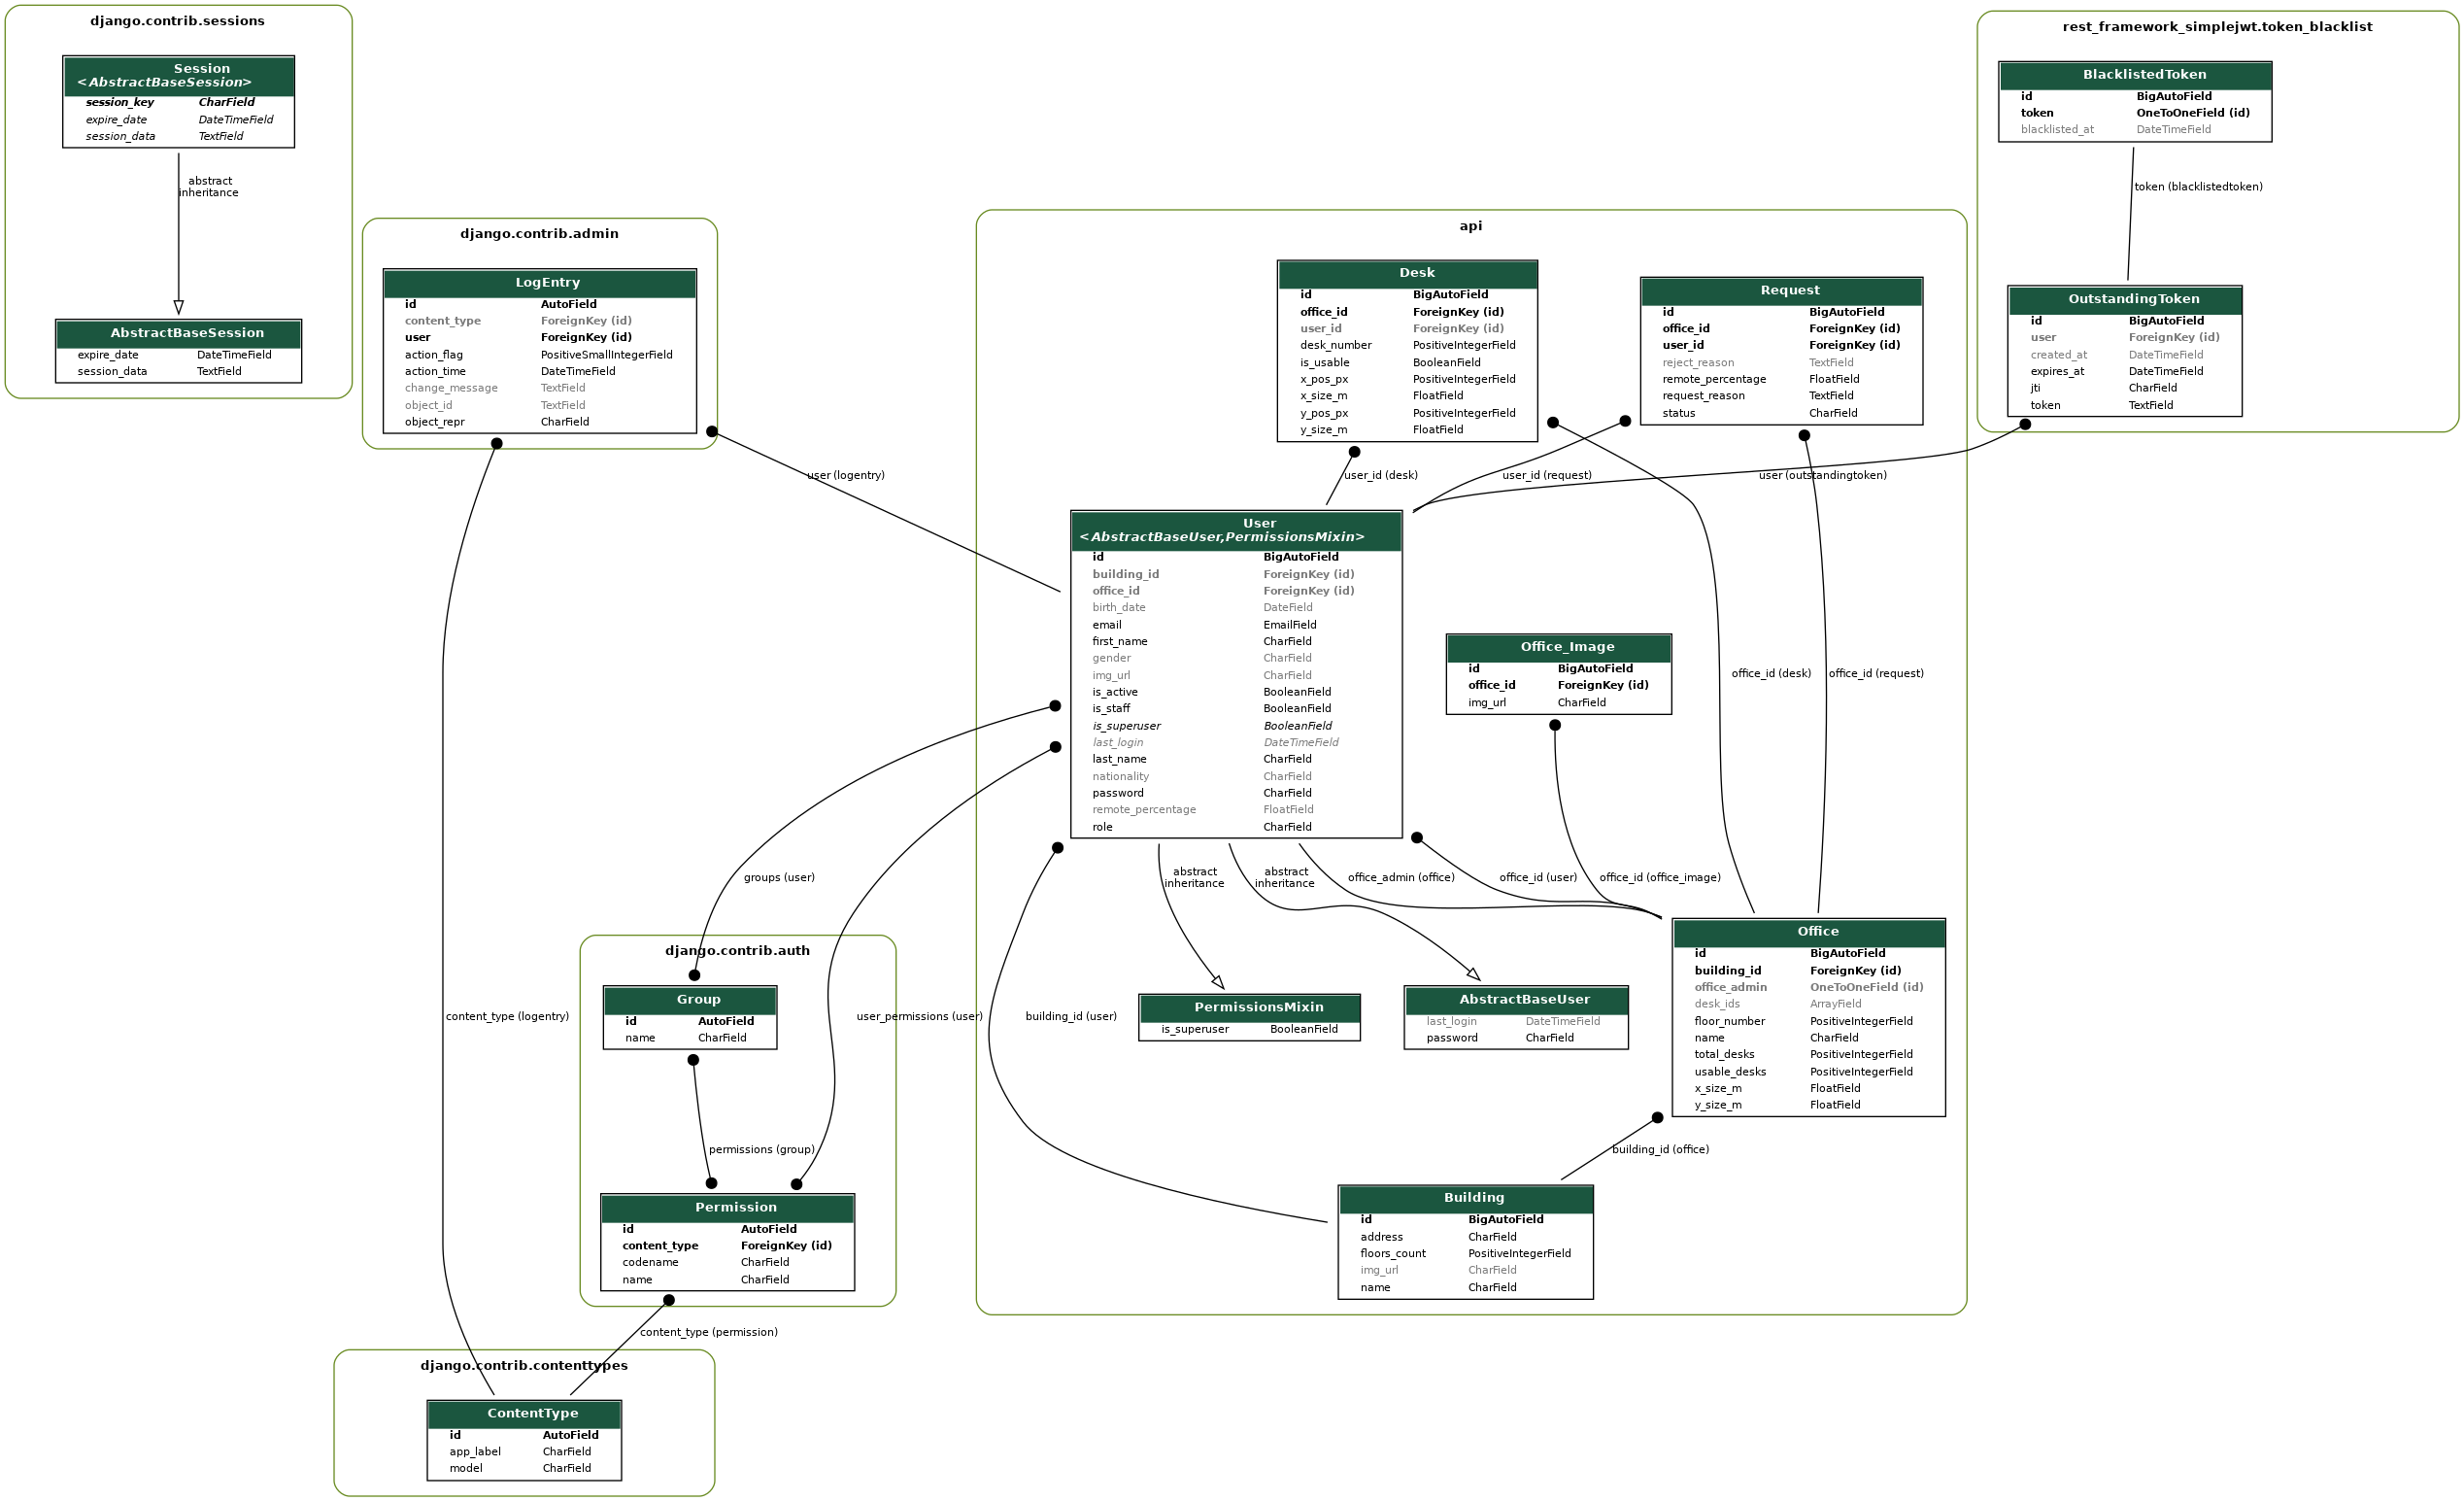 django.contrib.sessions
Session
<AbstractBaseSession>
session_key CharField
expire_date DateTimeField
session_data TextField
abstract
inheritance
AbstractBaseSession
expire_date DateTimeField
session_data TextField
django.contrib.admin
LogEntry
id AutoField
content_type ForeignKey (id)
user ForeignKey (id)
action_flag PositiveSmallIntegerField
action_time DateTimeField
change_message TextField
object_id TextField
object_repr CharField
user (logentry)
content_type (logentry)
api
Desk
id BigAutoField
office_id ForeignKey (id)
user_id ForeignKey (id)
desk_number PositiveIntegerField
is_usable BooleanField
x_pos_px PositiveIntegerField
x_size_m FloatField
y_pos_px PositiveIntegerField
y_size_m FloatField
Request
id BigAutoField
office_id ForeignKey (id)
user_id ForeignKey (id)
reject_reason TextField
remote_percentage FloatField
request_reason TextField
status CharField
user_id (desk)
user_id (request)
user (outstandingtoken)
User
<AbstractBaseUser,PermissionsMixin>
id BigAutoField
building_id ForeignKey (id)
office_id ForeignKey (id)
birth_date DateField
email EmailField
first_name CharField
gender CharField
img_url CharField
is_active BooleanField
is_staff BooleanField
is_superuser BooleanField
last_login DateTimeField
last_name CharField
nationality CharField
password CharField
remote_percentage FloatField
role CharField
Office_Image
id BigAutoField
office_id ForeignKey (id)
img_url CharField
office_id (desk)
office_id (request)
groups (user)
abstract
inheritance
abstract
inheritance
office_admin (office)
office_id (user)
office_id (office_image)
user_permissions (user)
building_id (user)
PermissionsMixin
is_superuser BooleanField
AbstractBaseUser
last_login DateTimeField
password CharField
Office
id BigAutoField
building_id ForeignKey (id)
office_admin OneToOneField (id)
desk_ids ArrayField
floor_number PositiveIntegerField
name CharField
total_desks PositiveIntegerField
usable_desks PositiveIntegerField
x_size_m FloatField
y_size_m FloatField
building_id (office)
Building
id BigAutoField
address CharField
floors_count PositiveIntegerField
img_url CharField
name CharField
rest_framework_simplejwt.token_blacklist
BlacklistedToken
id BigAutoField
token OneToOneField (id)
blacklisted_at DateTimeField
token (blacklistedtoken)
OutstandingToken
id BigAutoField
user ForeignKey (id)
created_at DateTimeField
expires_at DateTimeField
jti CharField
token TextField
django.contrib.auth
Group
id AutoField
name CharField
permissions (group)
Permission
id AutoField
content_type ForeignKey (id)
codename CharField
name CharField
content_type (permission)
django.contrib.contenttypes
ContentType
id AutoField
app_label CharField
model CharField